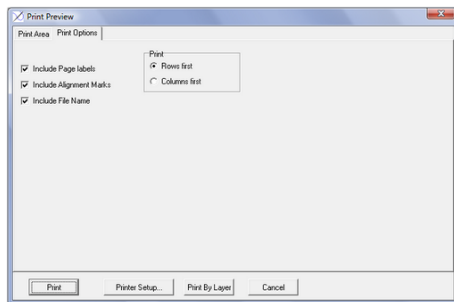 Print Preview
Print Area Print Options
Print
Include Page labels
Rows first
Include Alignment Marks
Columns first
Include File Name
Print Printer Setup... Print By Layer Cancel